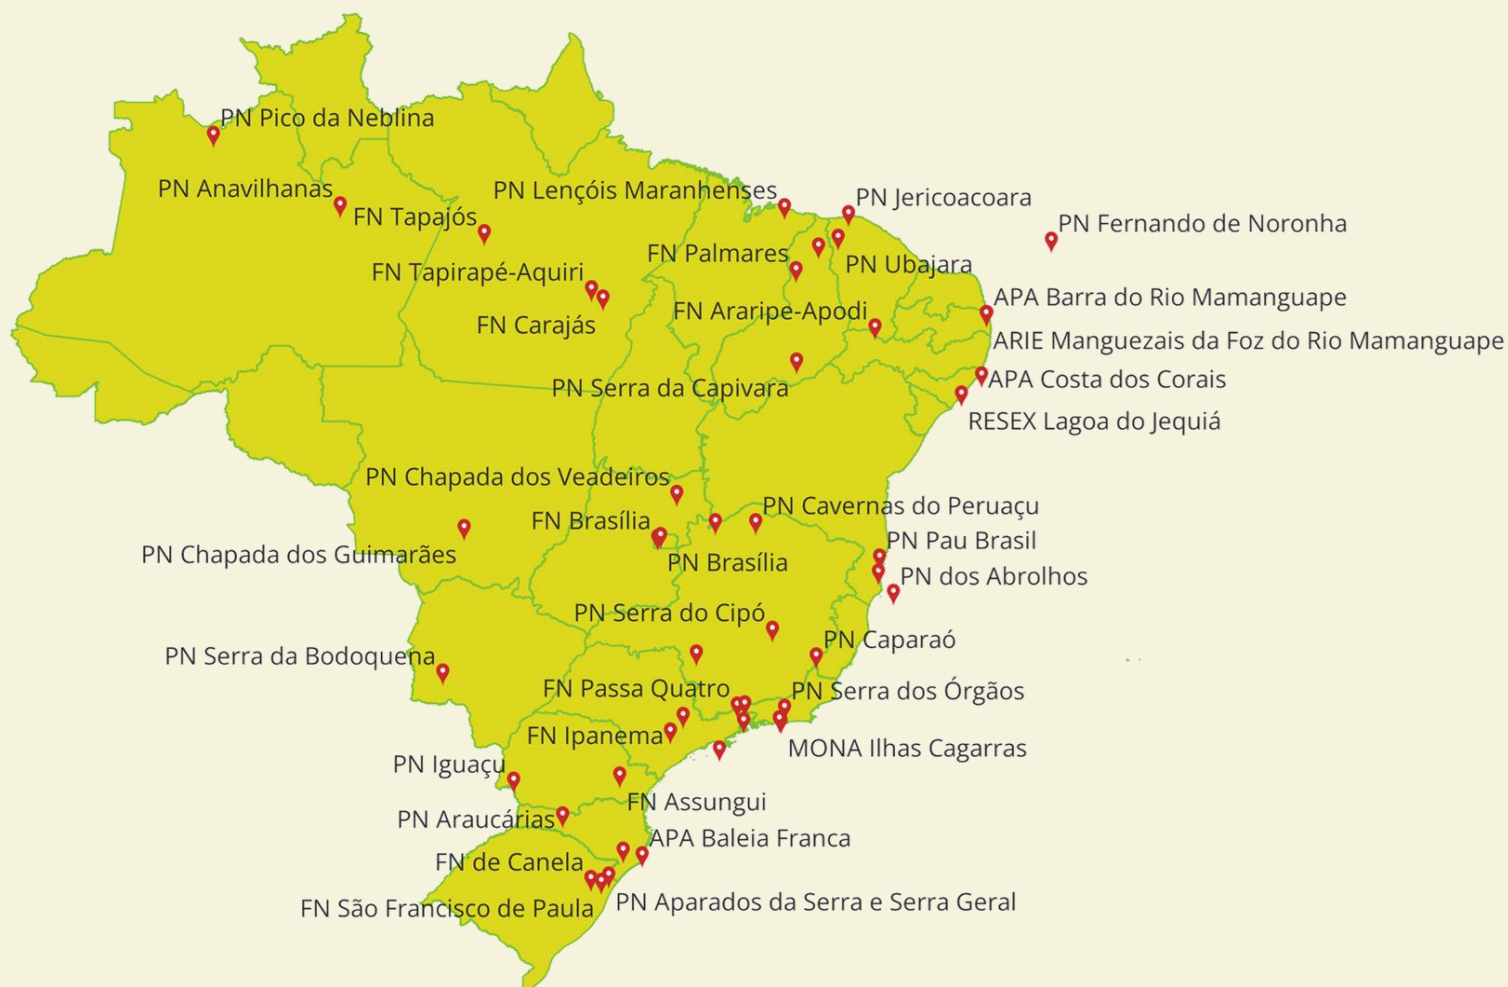 PN Pico da Neblina
PN Anavilhanas
PN Lençóis Maranhenses
PN Jericoacoara
FN Tapajós
PN Fernando de Noronha
FN Palmares
PN Ubajara
FN Tapirapé-Aquiri
APA Barra do Rio Mamanguape
FN Araripe-Apodi
FN Carajás
ARIE Manguezais da Foz do Rio Mamanguape
APA Costa dos Corais
PN Serra da Capivara
RESEX Lagoa do Jequiá
PN Chapada dos Veadeiros
PN Cavernas do Peruaçu
FN Brasília
PN Pau Brasil
PN Chapada dos Guimarães
PN Brasília
PN dos Abrolhos
PN Serra do Cipó
PN Caparaó
PN Serra da Bodoquena
FN Passa Quatro
PN Serra dos Órgãos
FN Ipanema
MONA Ilhas Cagarras
PN Iguaçu
FN Assungui
PN Araucárias
APA Baleia Franca
FN de Canela
PN Aparados da Serra e Serra Geral
FN São Francisco de Paula